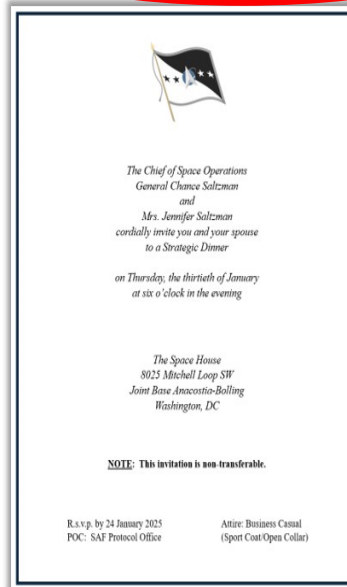 The Chief of Space Operations
General Chance Saltzman
and
Mrs. Jennifer Saltzman
cordially invite you and your spouse
to a Strategic Dinner
on Thursday, the thirtieth of January
at six o'clock in the evening
The Space House
8025 Mitchell Loop SW
Joint Base Anacostia-Bolling
Washington, DC
NOTE: This invitation is non-transferable.
R.s.v.p. by 24 January 2025
POC: SAF Protocol Office
Attire: Business Casual
(Sport Coat/Open Collar)